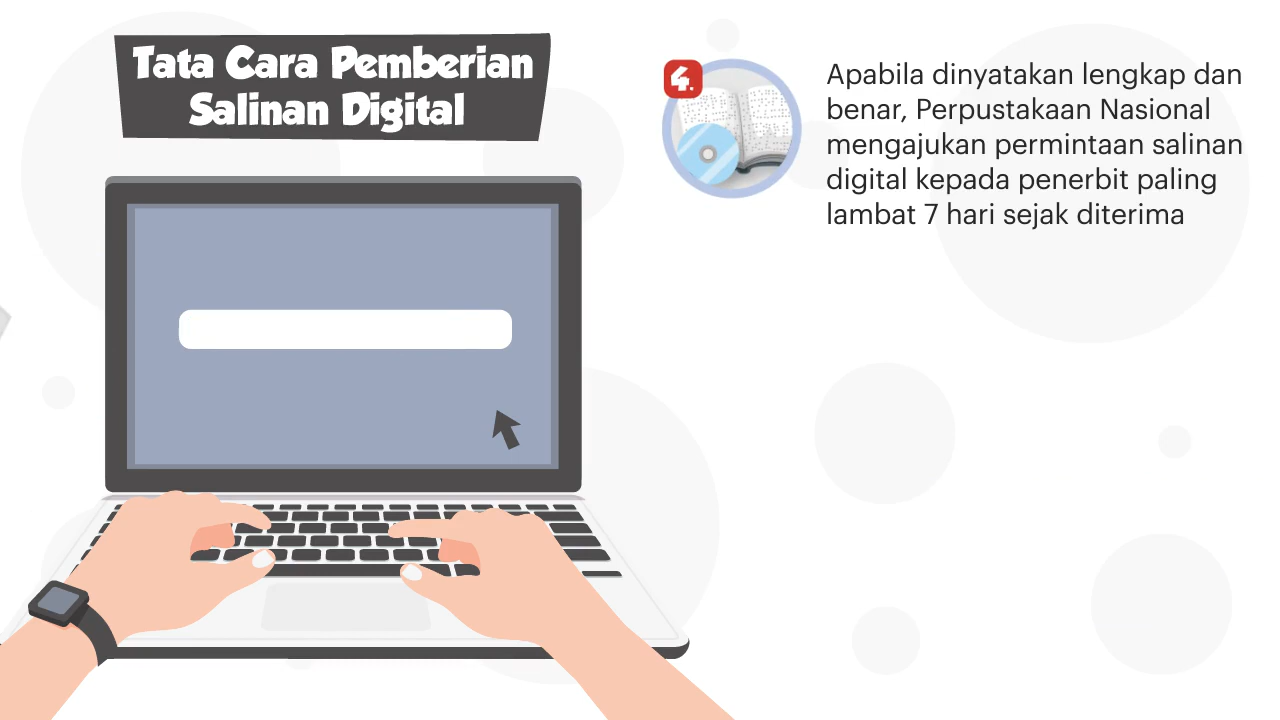 Tata Cara Pemberian
Salinan Digital
4.
Apabila dinyatakan lengkap dan
benar, Perpustakaan Nasional
mengajukan permintaan salinan
digital kepada penerbit paling
lambat 7 hari sejak diterima